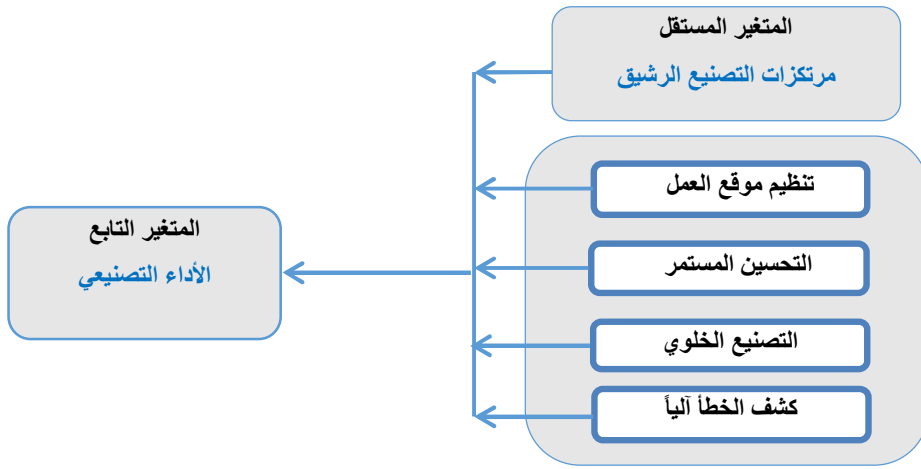 المتغير المستقل
مرتكزات التصنيع الرشيق
تنظيم موقع العمل
التحسين المستمر
التصنيع الخلوي
كشف الخطأ آلياً
المتغير التابع
الأداء التصنيعي